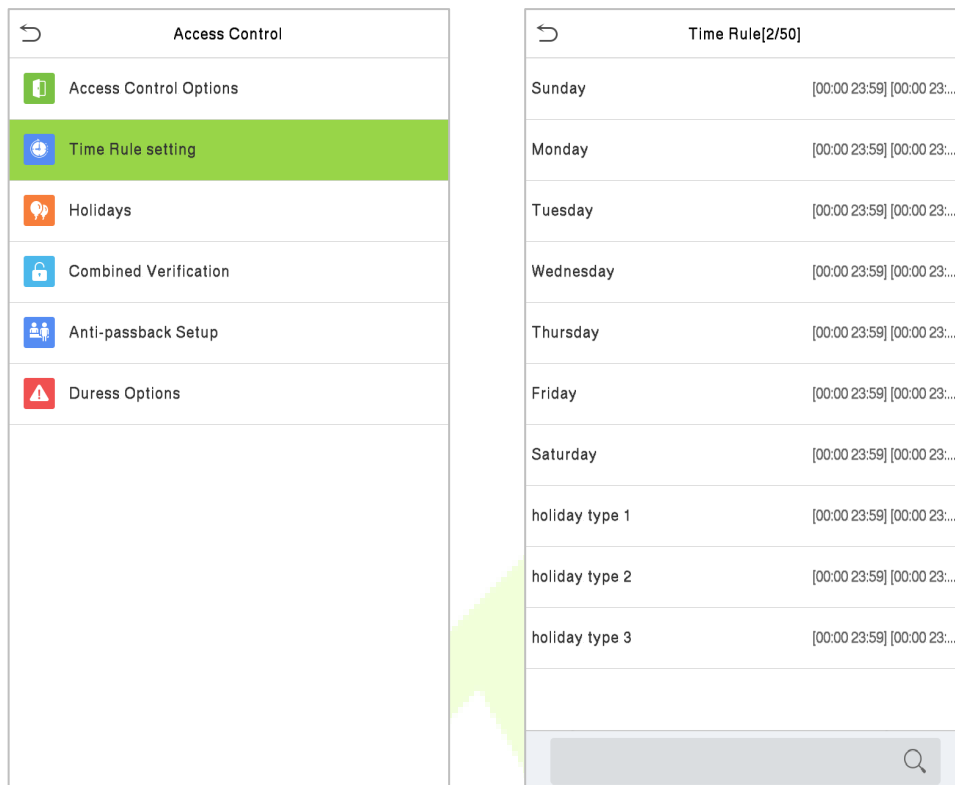 Access Control
Access Control Options
Time Rule setting
Holidays
Combined Verification
Anti-passback Setup
Duress Options
Time Rule[2/50]
Sunday [00:00 23:59] [00:00 23:...
Monday [00:00 23:59] [00:00 23:...
Tuesday [00:00 23:59] [00:00 23:...
Wednesday [00:00 23:59] [00:00 23:...
Thursday [00:00 23:59] [00:00 23:...
Friday [00:00 23:59] [00:00 23:...
Saturday [00:00 23:59] [00:00 23:...
holiday type 1 [00:00 23:59] [00:00 23:...
holiday type 2 [00:00 23:59] [00:00 23:...
holiday type 3 [00:00 23:59] [00:00 23:...